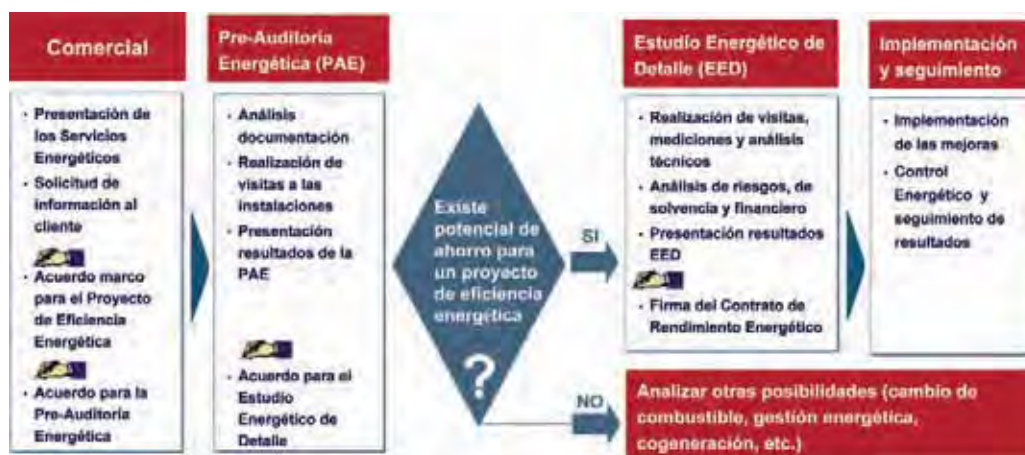 Comercial
· Presentación de
los Servicios
Energéticos
· Solicitud de
información al
cliente
· Acuerdo marco
para el Proyecto
de Eficiencia
Energética
· Acuerdo para la
Pre-Auditoría
Energética
Pre-Auditoría
Energética (PAE)
· Análisis
documentación
· Realización de
visitas a las
instalaciones
· Presentación
resultados de la
PAE
· Acuerdo para el
Estudio
Energético de
Detalle
Existe
potencial de
ahorro para
un proyecto
de eficiencia
energética
?
SI
NO
Estudio Energético de
Detalle (EED)
· Realización de visitas,
mediciones y análisis
técnicos
· Análisis de riesgos, de
solvencia y financiero
· Presentación resultados
EED
· Firma del Contrato de
Rendimiento Energético
Implementación
y seguimiento
· Implementación
de las mejoras
· Control
Energético y
seguimiento de
resultados
Analizar otras posibilidades (cambio de
combustible, gestión energética,
cogeneración, etc.)